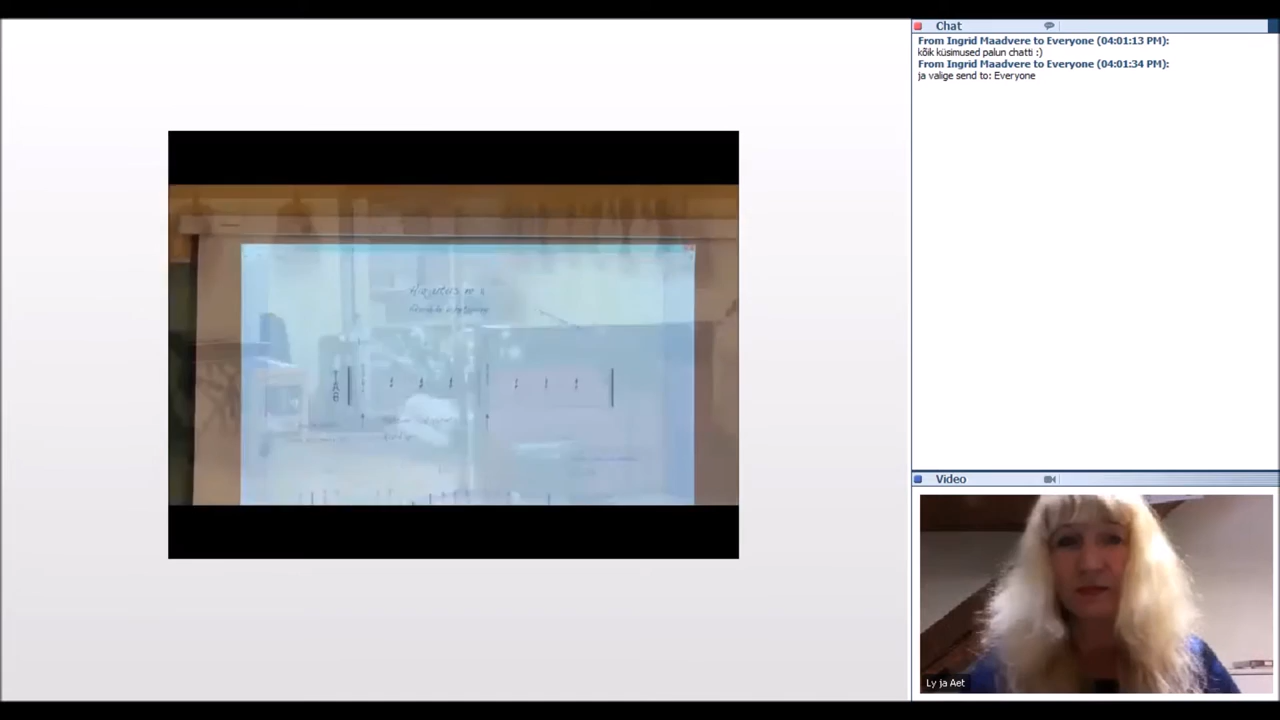 Chat
From Ingrid Maadvere to Everyone (04:01:13 PM):
kõik küsimused palun chatti :)
From Ingrid Maadvere to Everyone (04:01:34 PM):
ja valige send to: Everyone
Video
Ly ja Aet